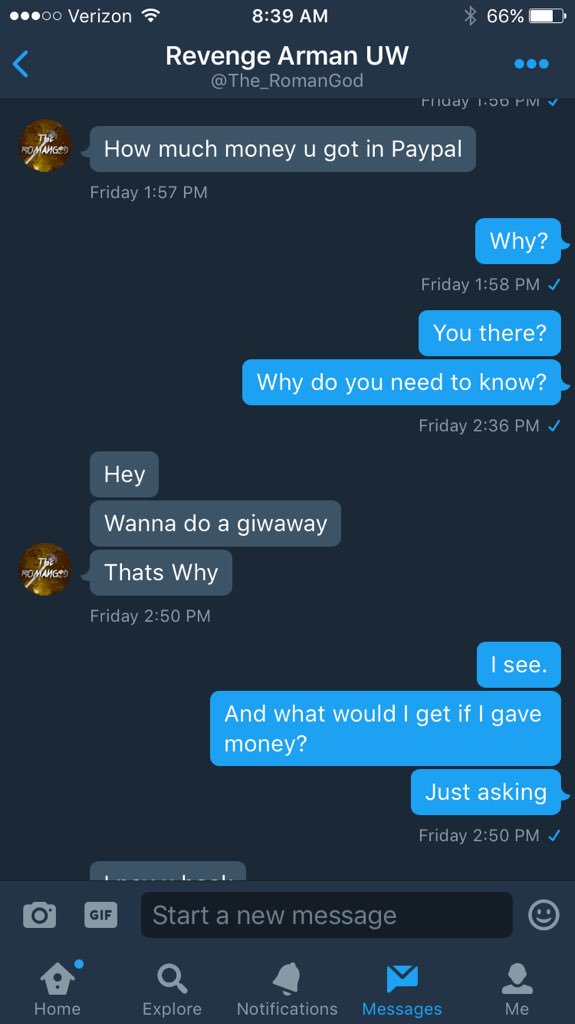 Verizon 8:39 AM 66%
Revenge Arman UW
@The_RomanGod
Friday 1:56 PM ✓
How much money u got in Paypal
Friday 1:57 PM
Why?
Friday 1:58 PM ✓
You there?
Why do you need to know?
Friday 2:36 PM ✓
Hey
Wanna do a giwaway
Thats Why
THE
ROMANGOD
Friday 2:50 PM
I see.
And what would I get if I gave
money?
Just asking
Friday 2:50 PM ✓
GIF Start a new message
Home Explore Notifications Messages Me